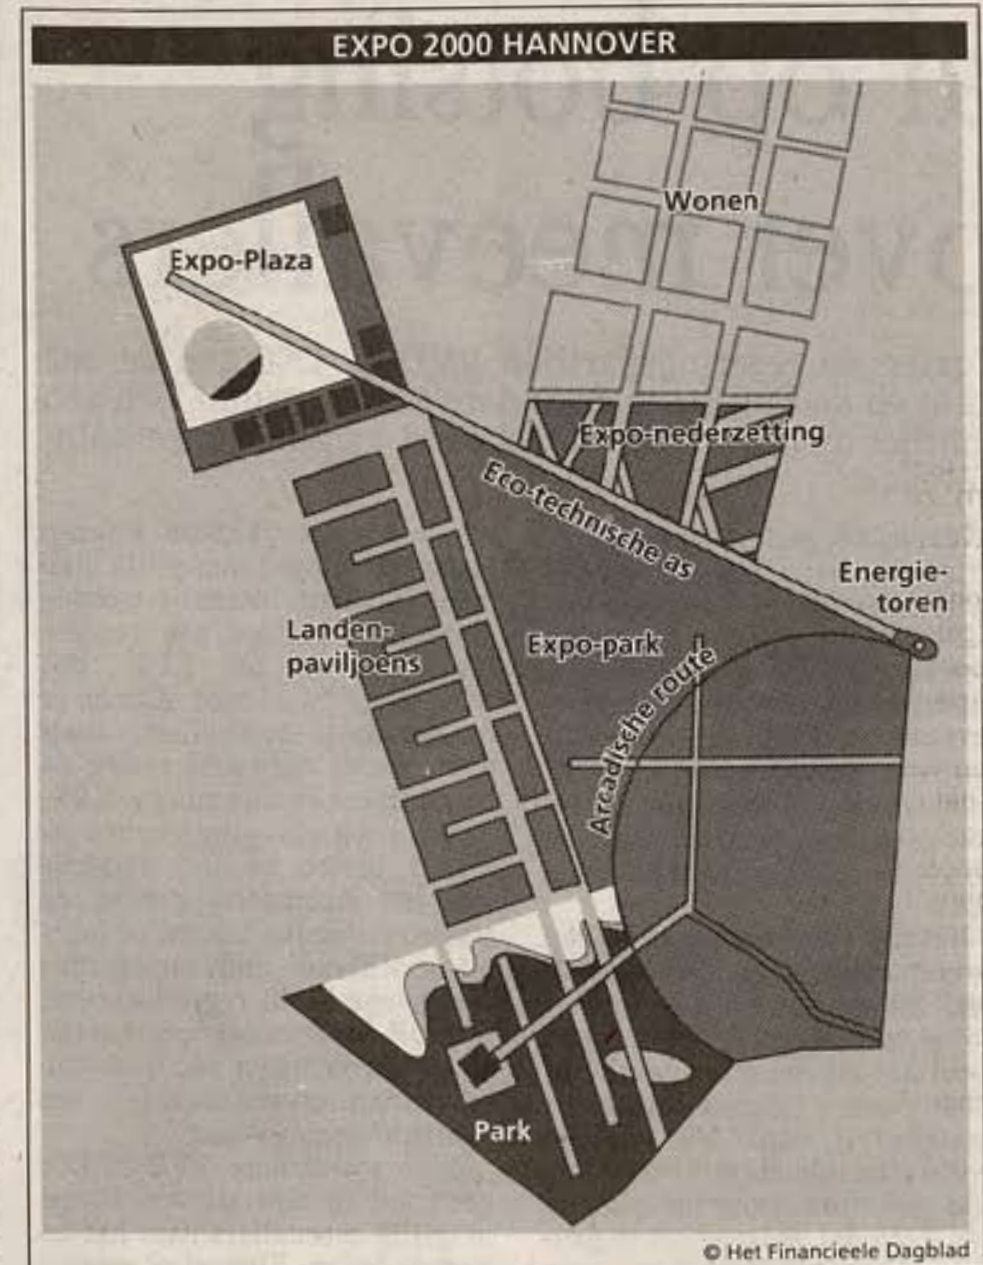 EXPO 2000 HANNOVER
Wonen
Expo-Plaza
Expo-nederzetting
Eco-technische as
Energie-
toren
Landen-
paviljoens
Expo-park
Arcadische route
Park
© Het Financieele Dagblad